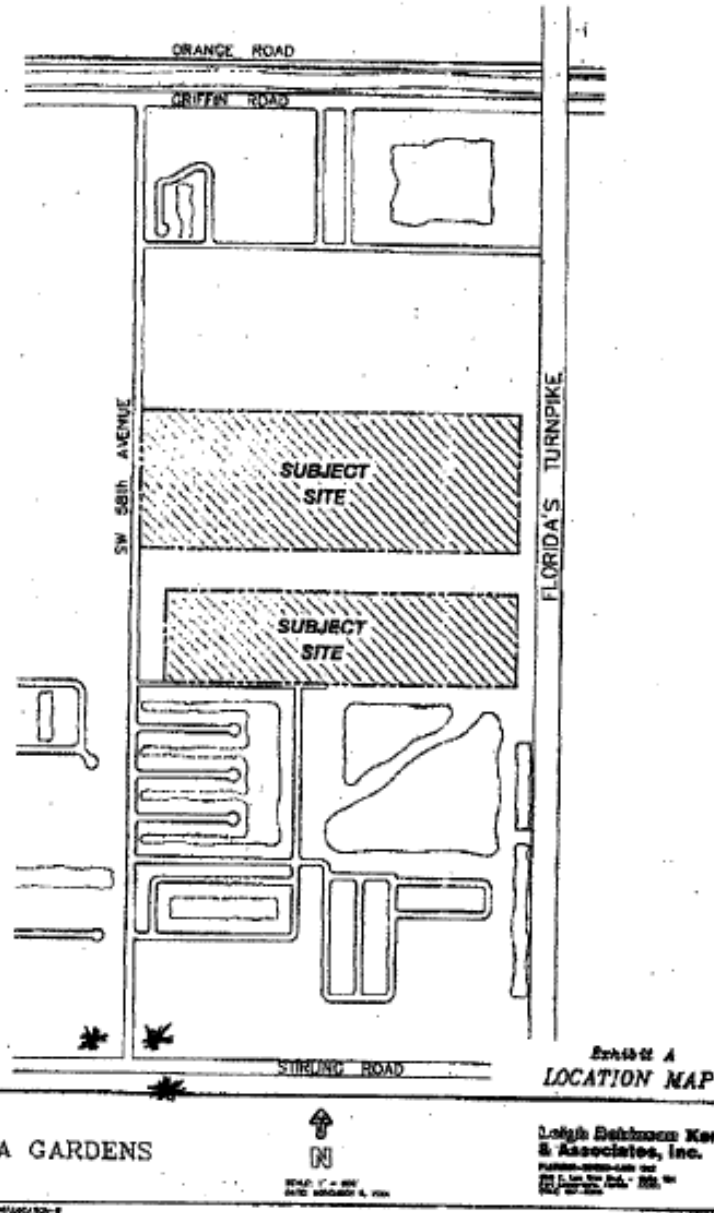 ORANGE ROAD
GRIFFIN ROAD
SW 58th AVENUE
FLORIDA'S TURNPIKE
SUBJECT
SITE
SUBJECT
SITE
STIRLING ROAD
Exhibit A
LOCATION MAP
A GARDENS
N
& Associates, Inc.